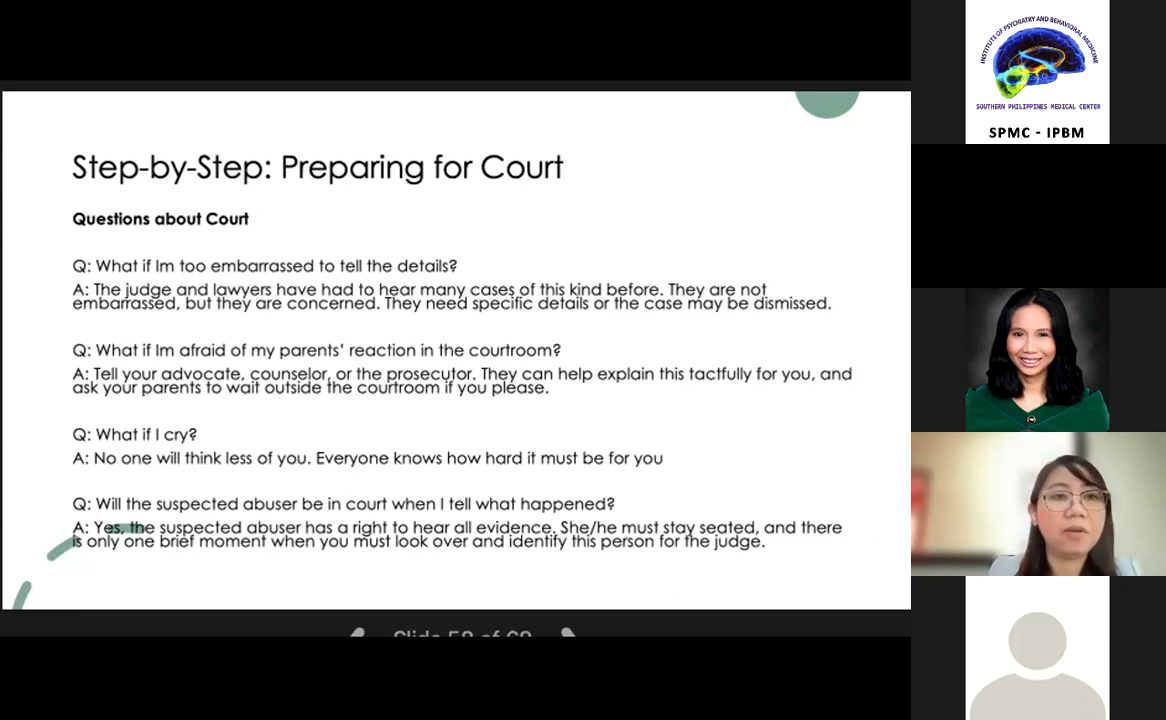 Step-by-Step: Preparing for Court
Questions about Court
Q: What if Im too embarrassed to tell the details?
A: The judge and lawyers have had to hear many cases of this kind before. They are not
embarrassed, but they are concerned. They need specific details or the case may be dismissed.
Q: What if Im afraid of my parents’ reaction in the courtroom?
A: Tell your advocate, counselor, or the prosecutor. They can help explain this tactfully for you, and
ask your parents to wait outside the courtroom if you please.
Q: What if I cry?
A: No one will think less of you. Everyone knows how hard it must be for you
Q: Will the suspected abuser be in court when I tell what happened?
A: Yes, the suspected abuser has a right to hear all evidence. She/he must stay seated, and there
is only one brief moment when you must look over and identify this person for the judge.
INSTITUTE OF PSYCHIATRY AND BEHAVIORAL MEDICINE
SOUTHERN PHILIPPINES MEDICAL CENTER
SPMC - IPBM